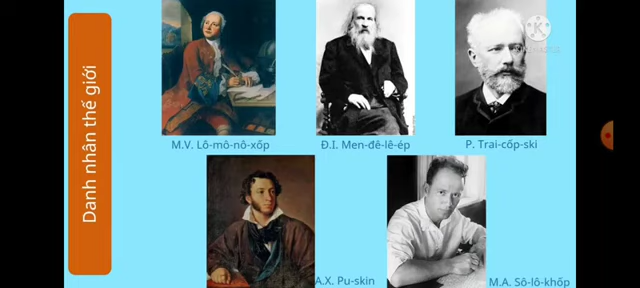 Danh nhân thế giới
M.V. Lô-mô-nô-xốp
Đ.I. Men-đê-lê-ép
P. Trai-cốp-ski
A.X. Pu-skin
M.A. Sô-lô-khốp